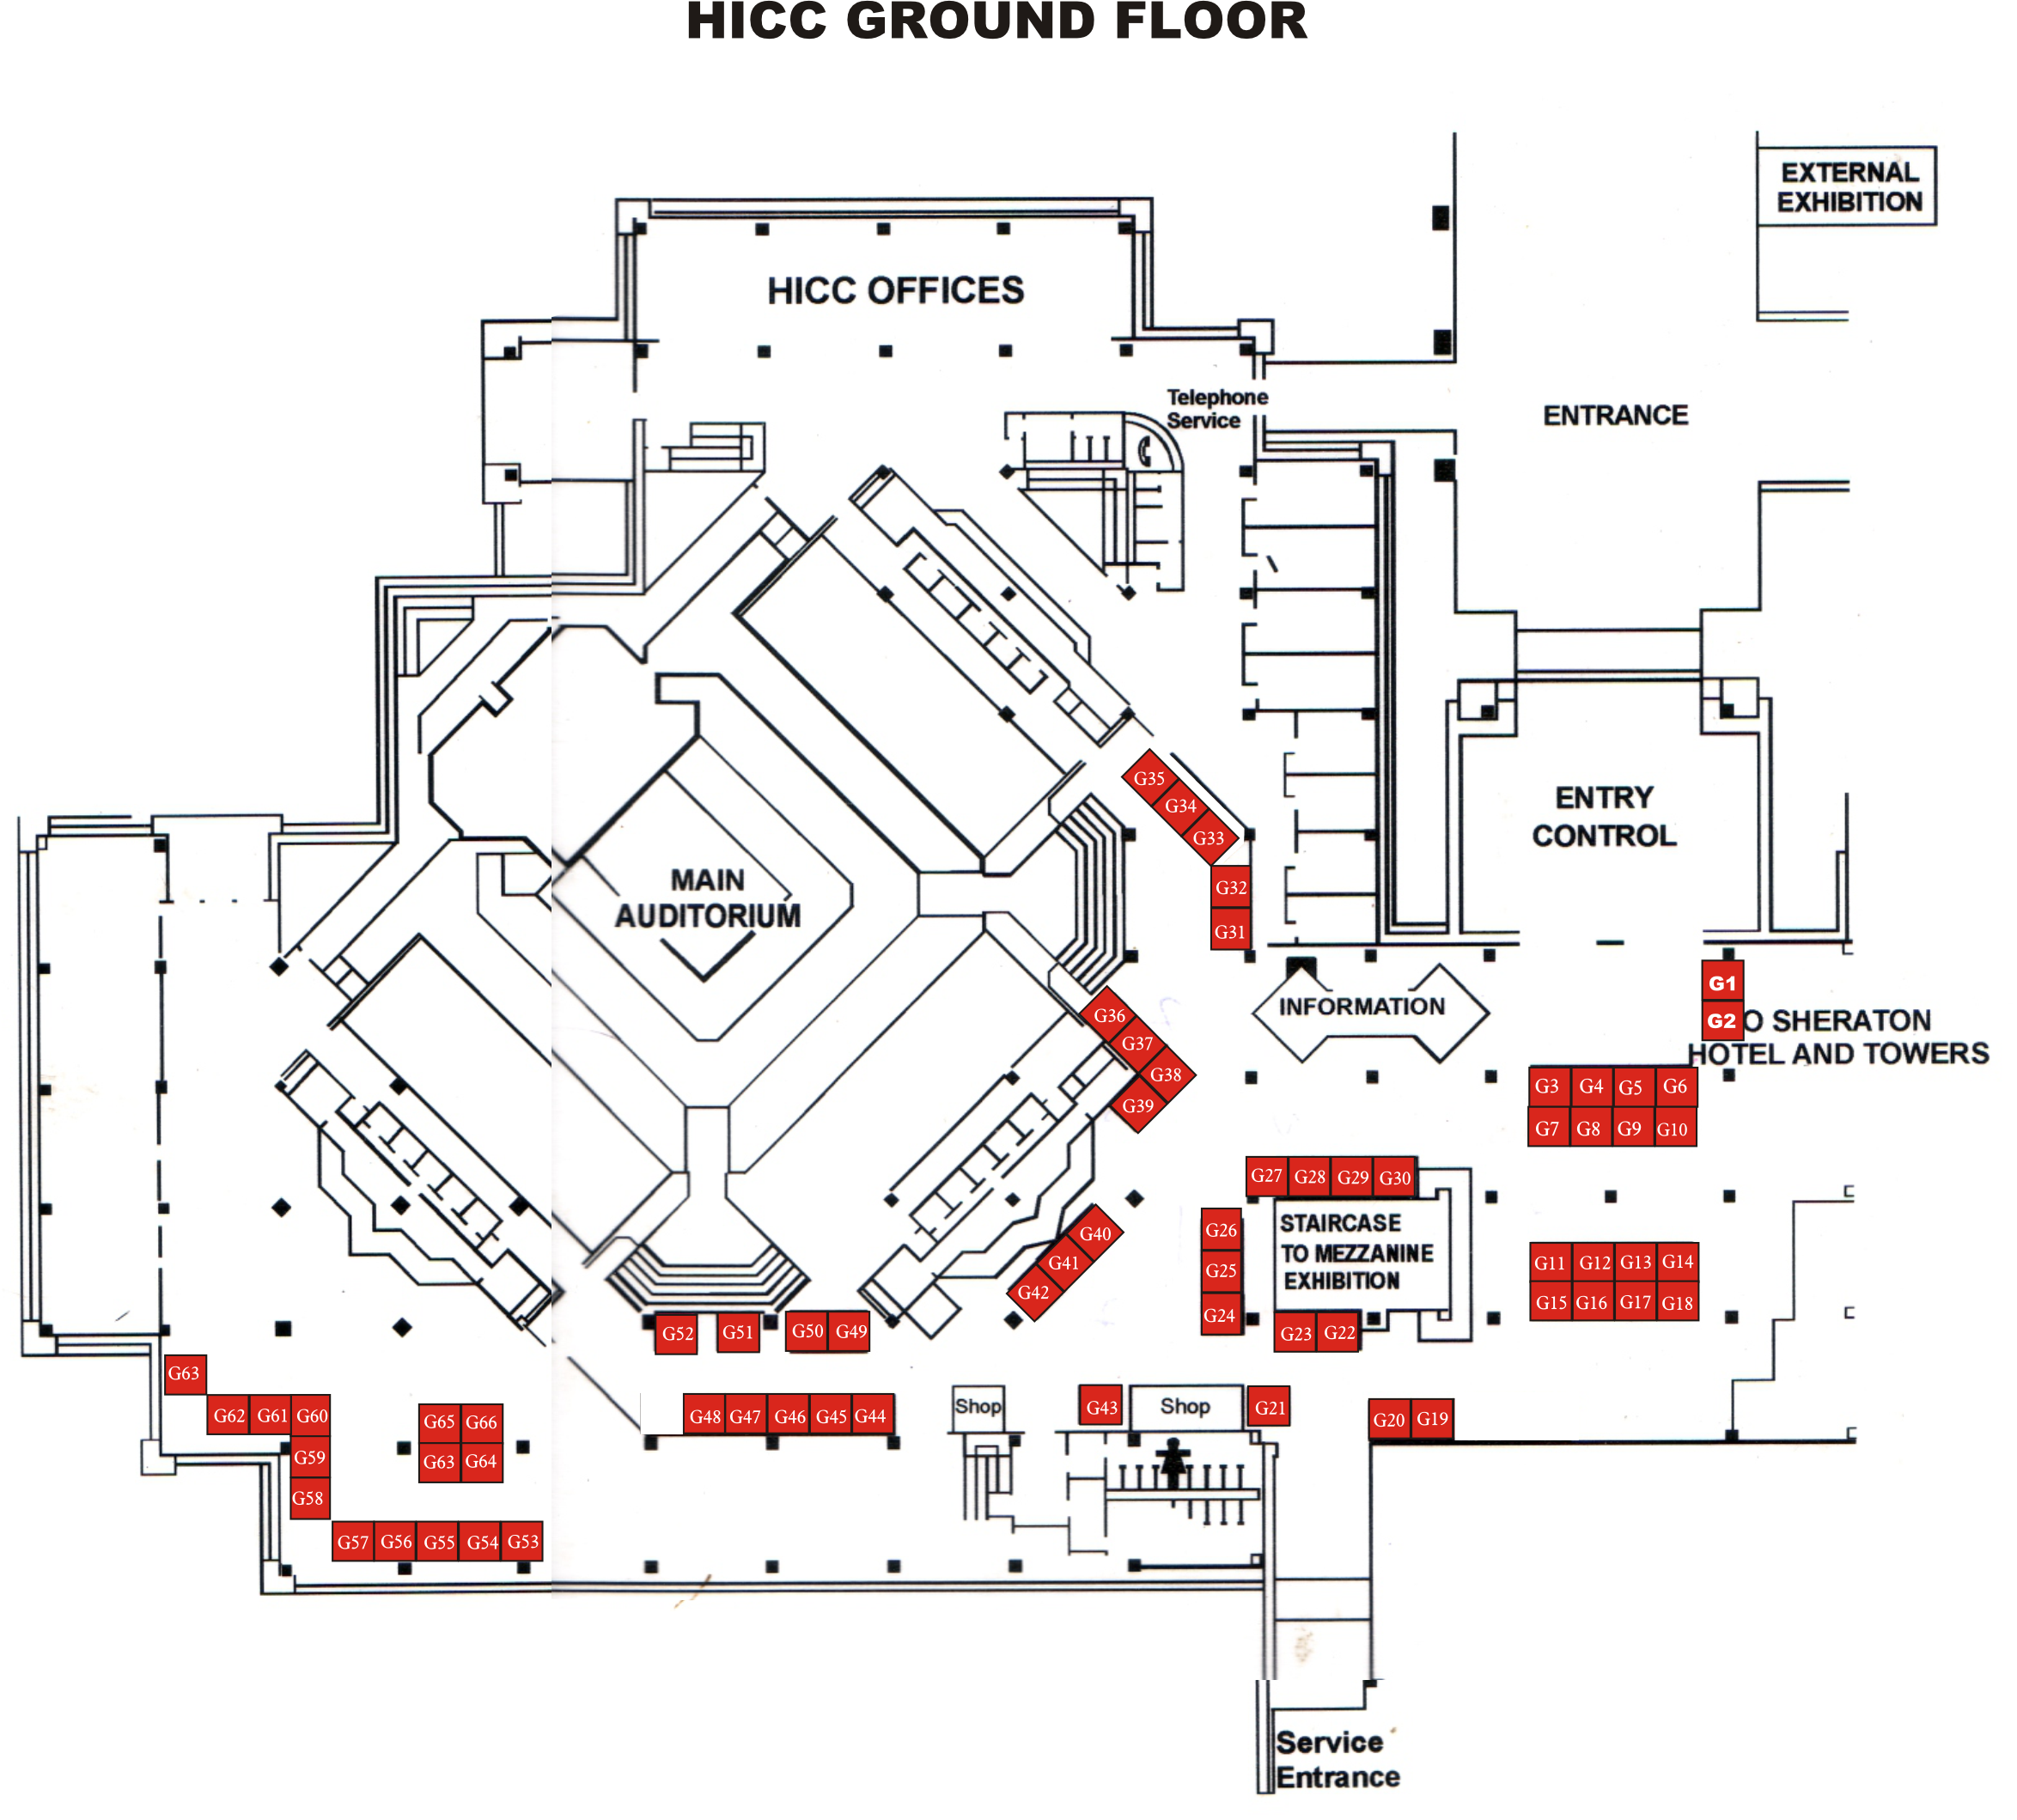 HICC GROUND FLOOR
EXTERNAL
EXHIBITION
HICC OFFICES
Telephone
Service
ENTRANCE
G35
G34
G33
ENTRY
CONTROL
MAIN
AUDITORIUM
G32
G31
G1
G2
O SHERATON
HOTEL AND TOWERS
INFORMATION
G36
G37
G38
G39
G3 G4 G5 G6
G7 G8 G9 G10
G27 G28 G29 G30
G26
G25
G24
STAIRCASE
TO MEZZANINE
EXHIBITION
G40
G41
G42
G11 G12 G13 G14
G15 G16 G17 G18
G23 G22
G52 G51 G50 G49
G63
G62 G61 G60
G59
G58
G65 G66
G63 G64
G48 G47 G46 G45 G44
Shop
G43
Shop
G21
G20 G19
G57 G56 G55 G54 G53
Service
Entrance